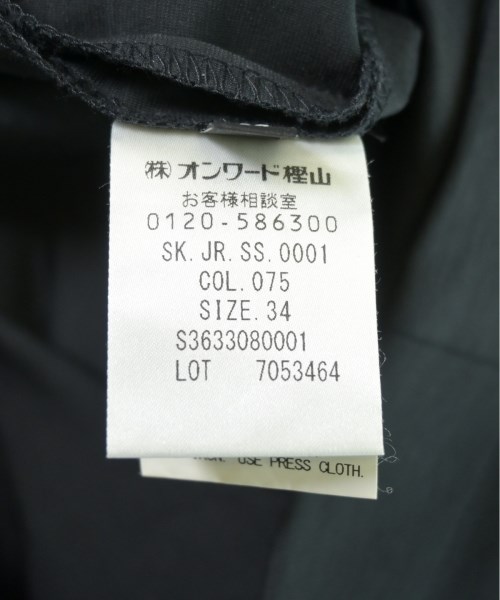 ㈱オンワード樫山
お客様相談室
0120-586300
SK.JR.SS.0001
COL.075
SIZE.34
S3633080001
LOT 7053464
USE PRESS CLOTH.